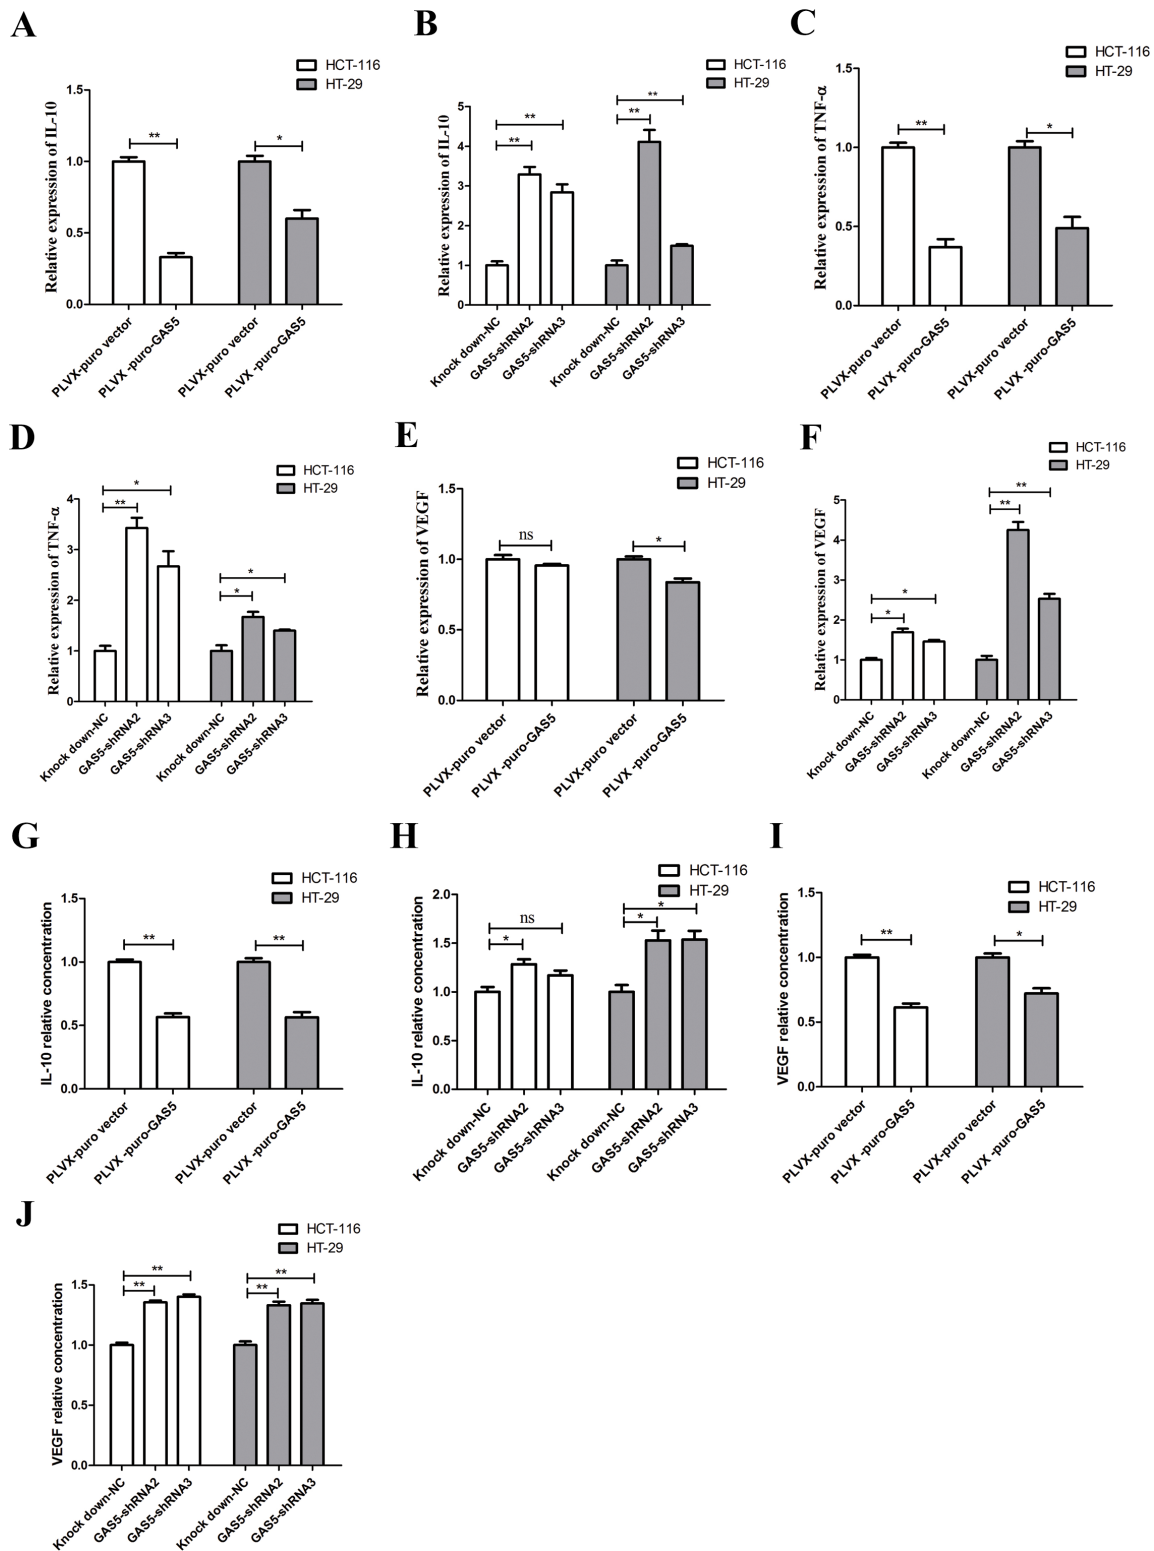 A
HCT-116
HT-29
Relative expression of IL-10
1.5
1.0
0.5
0.0
**
*
PLVX-puro vector
PLVX -puro-GAS5
PLVX-puro vector
PLVX -puro-GAS5
B
HCT-116
HT-29
Relative expression of IL-10
5
4
3
2
1
0
**
**
**
**
Knock down-NC
GAS5-shRNA2
GAS5-shRNA3
Knock down-NC
GAS5-shRNA2
GAS5-shRNA3
C
HCT-116
HT-29
Relative expression of TNF-α
1.5
1.0
0.5
0.0
**
*
PLVX-puro vector
PLVX -puro-GAS5
PLVX-puro vector
PLVX -puro-GAS5
D
HCT-116
HT-29
Relative expression of TNF-α
4
3
2
1
0
*
**
*
*
Knock down-NC
GAS5-shRNA2
GAS5-shRNA3
Knock down-NC
GAS5-shRNA2
GAS5-shRNA3
E
HCT-116
HT-29
Relative expression of VEGF
1.5
1.0
0.5
0.0
ns
*
PLVX-puro vector
PLVX -puro-GAS5
PLVX-puro vector
PLVX -puro-GAS5
F
HCT-116
HT-29
Relative expression of VEGF
5
4
3
2
1
0
*
*
**
**
Knock down-NC
GAS5-shRNA2
GAS5-shRNA3
Knock down-NC
GAS5-shRNA2
GAS5-shRNA3
G
HCT-116
HT-29
IL-10 relative concentration
1.5
1.0
0.5
0.0
**
**
PLVX-puro vector
PLVX -puro-GAS5
PLVX-puro vector
PLVX -puro-GAS5
H
HCT-116
HT-29
IL-10 relative concentration
2.0
1.5
1.0
0.5
0.0
ns
*
*
*
Knock down-NC
GAS5-shRNA2
GAS5-shRNA3
Knock down-NC
GAS5-shRNA2
GAS5-shRNA3
I
HCT-116
HT-29
VEGF relative concentration
1.5
1.0
0.5
0.0
**
*
PLVX-puro vector
PLVX -puro-GAS5
PLVX-puro vector
PLVX -puro-GAS5
J
HCT-116
HT-29
VEGF relative concentration
1.5
1.0
0.5
0.0
**
**
**
**
Knock down-NC
GAS5-shRNA2
GAS5-shRNA3
Knock down-NC
GAS5-shRNA2
GAS5-shRNA3